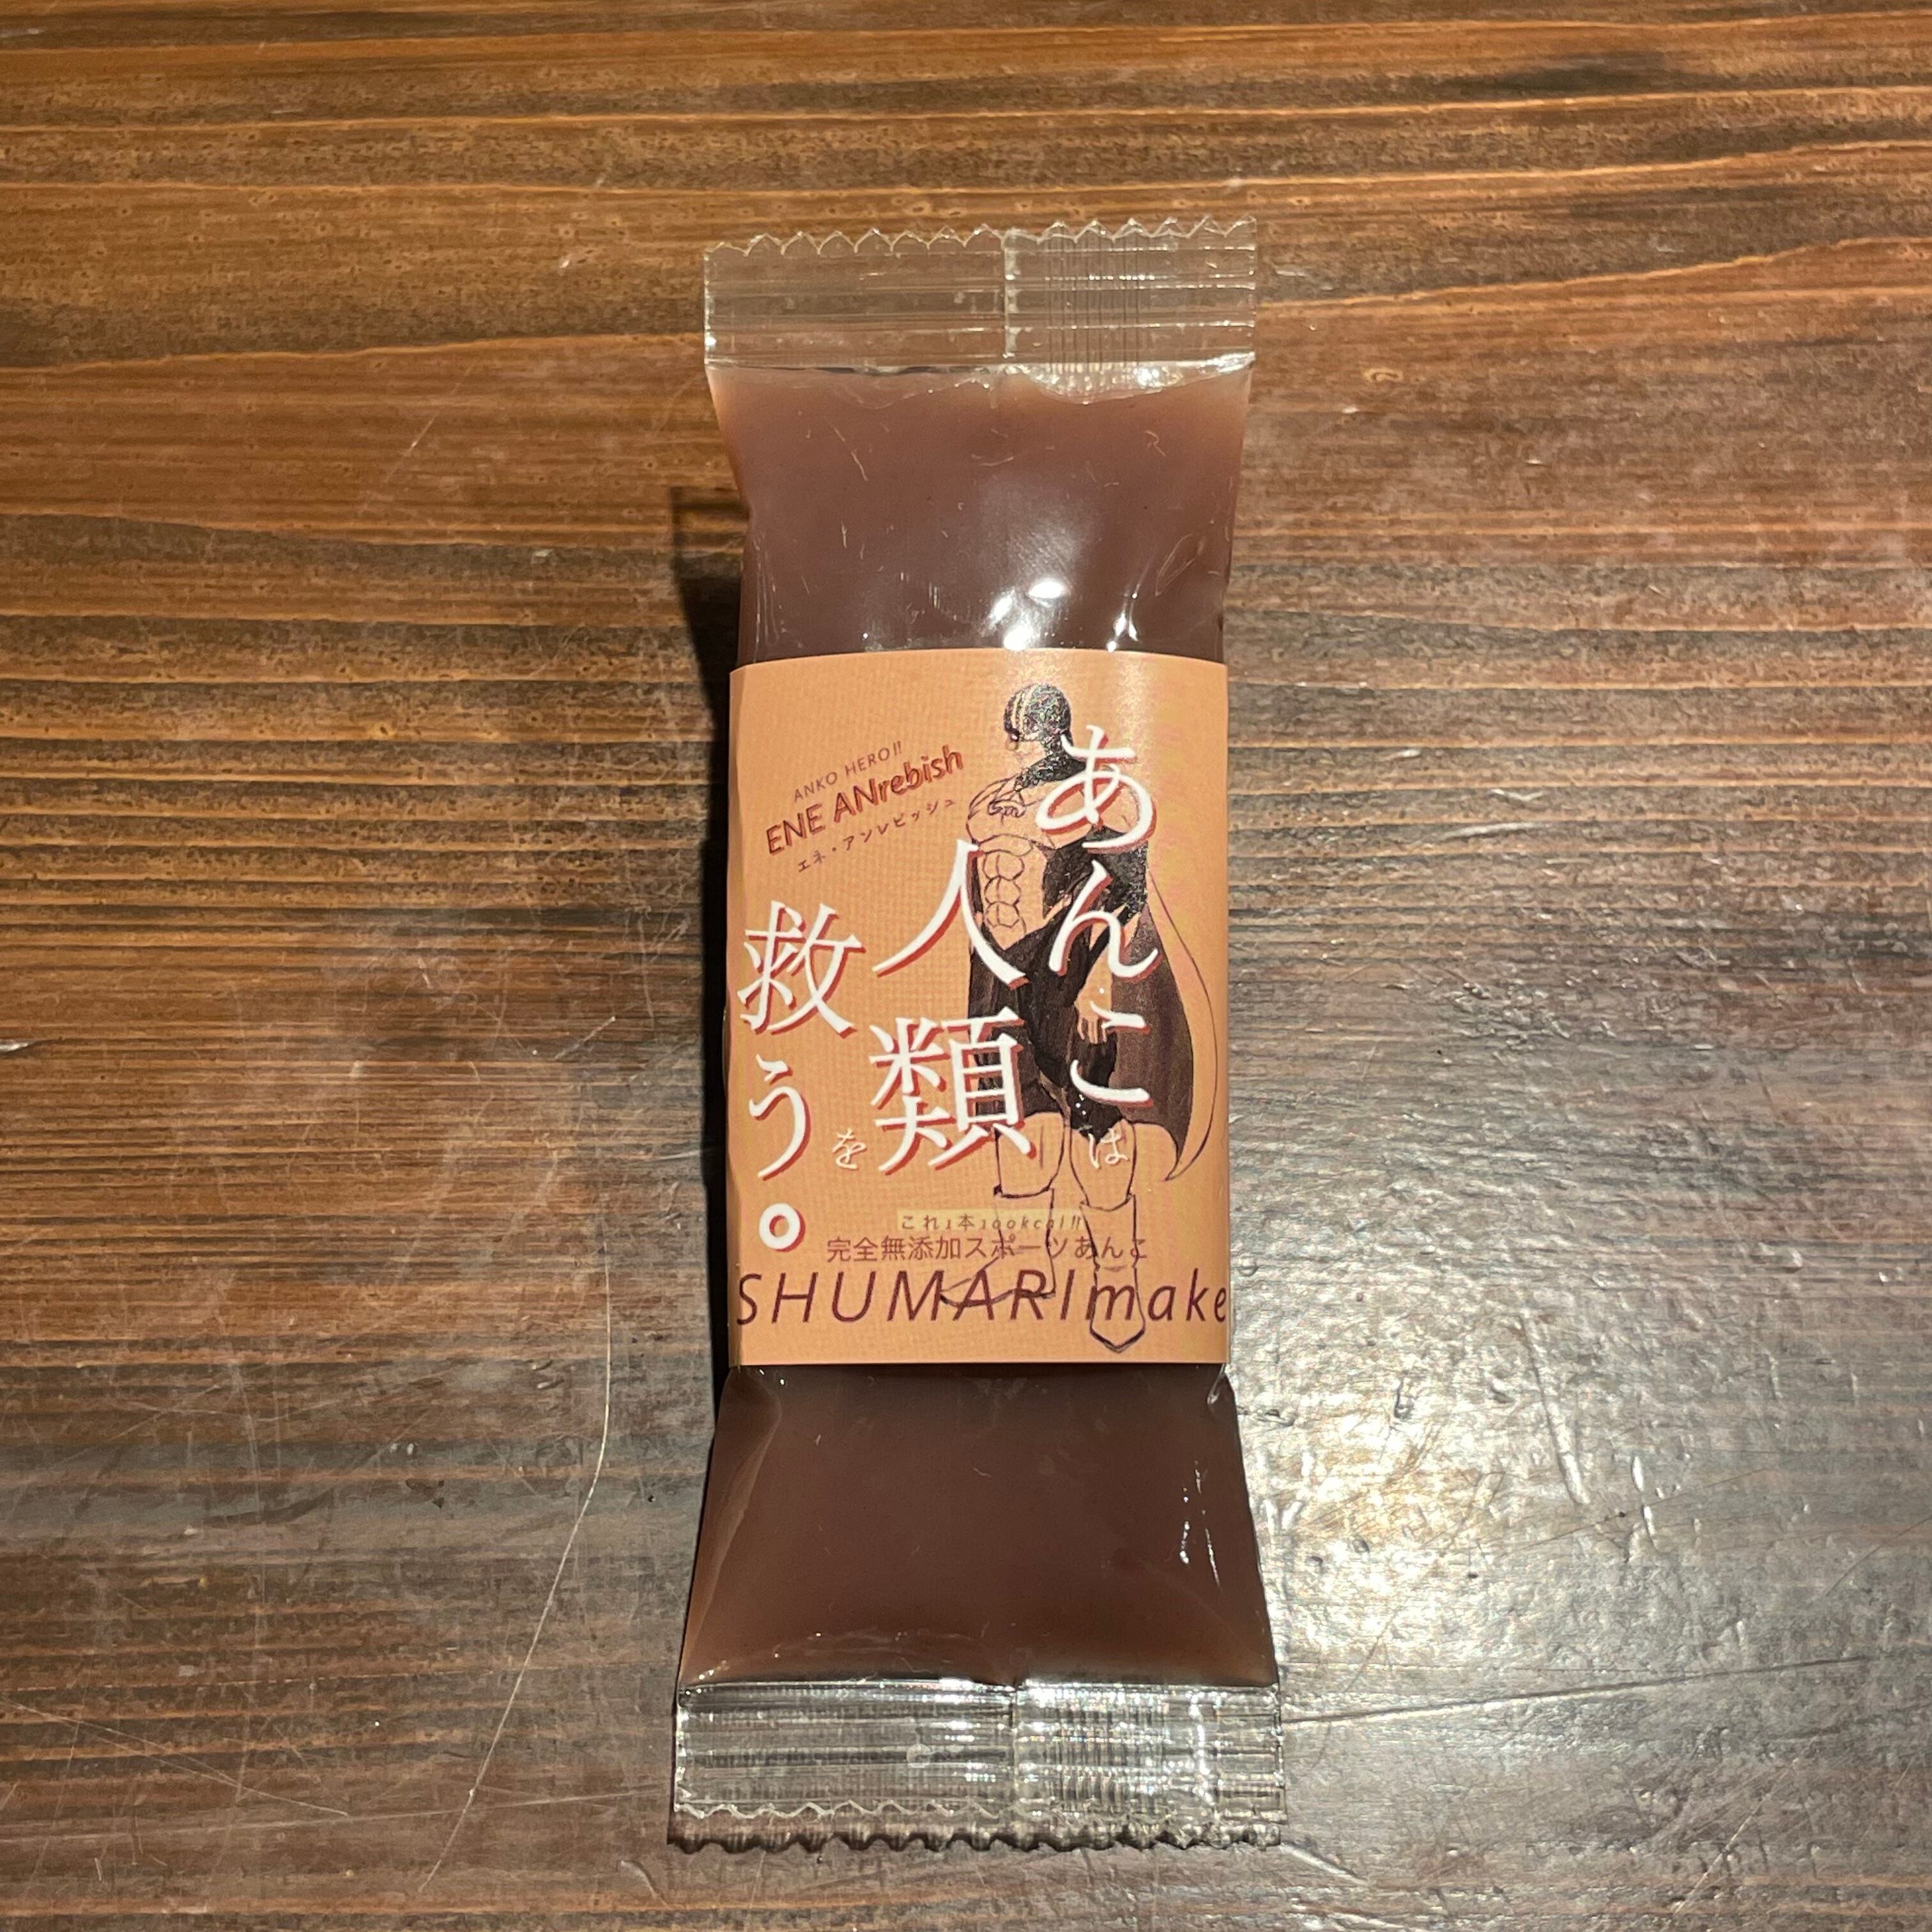 ANKO HERO!!
ENE ANrebish
エネ・アンレビッシュ
あんこは
人類を
救う。
これ1本100kcal!!
完全無添加スポーツあんこ
SHUMARImake